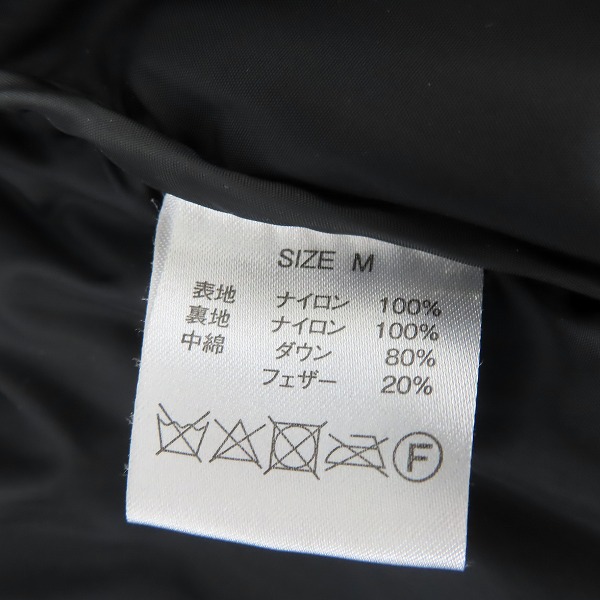 SIZE M
表地 ナイロン 100%
裏地 ナイロン 100%
中綿 ダウン 80%
フェザー 20%
F